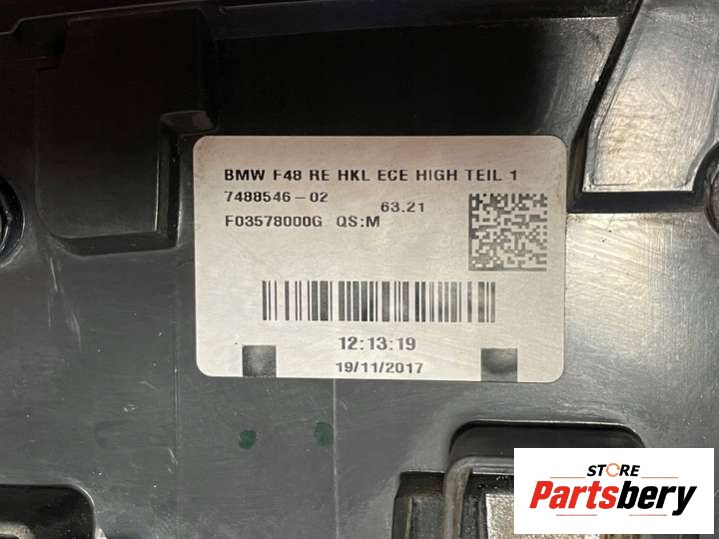 BMW F48 RE HKL ECE HIGH TEIL 1
7488546-02 63.21
F03578000G QS:M
12:13:19
19/11/2017
STORE
Partsbery